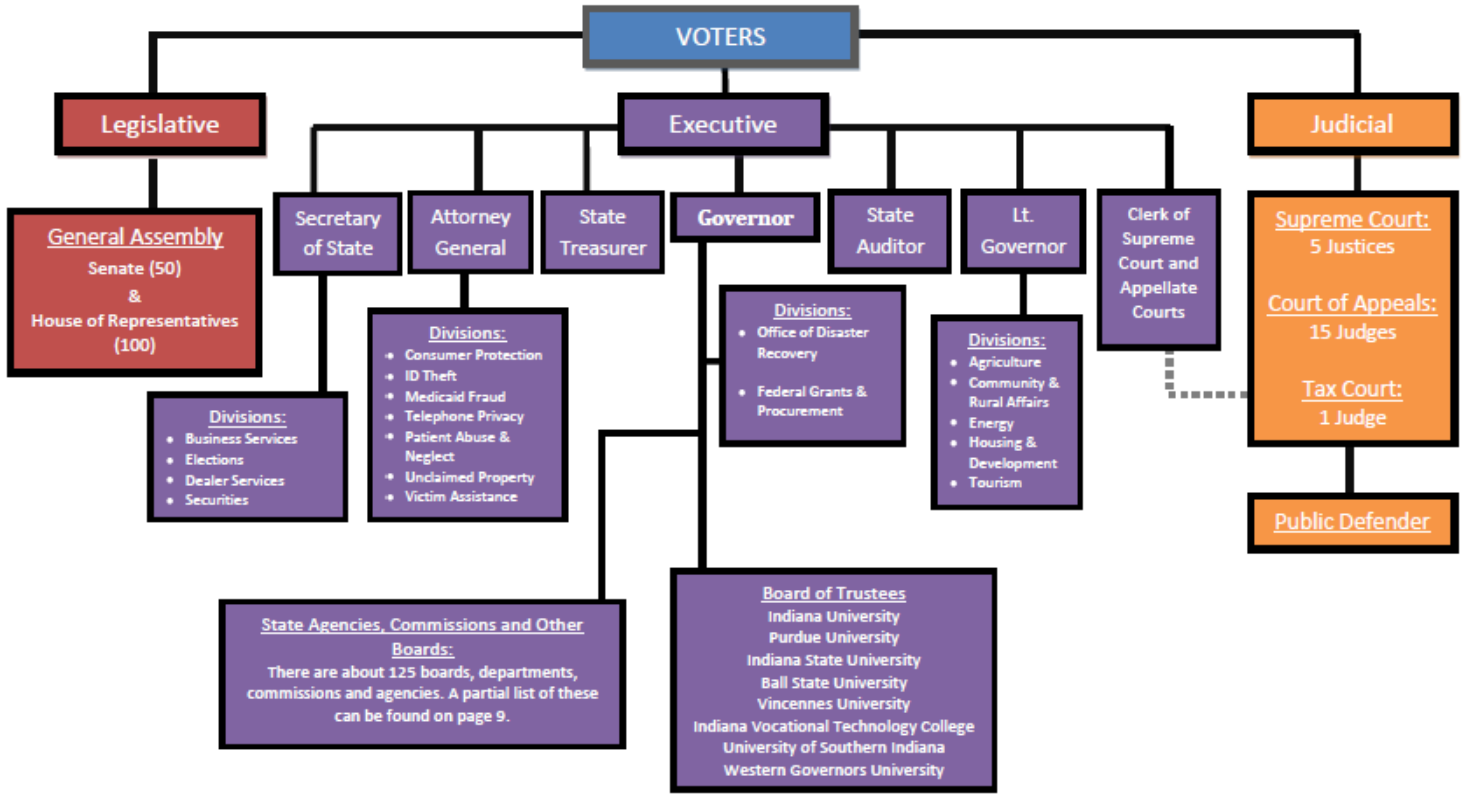 VOTERS
Legislative
Executive
Judicial
General Assembly
Senate (50)
&
House of Representatives
(100)
Secretary
of State
Attorney
General
State
Treasurer
Governor
State
Auditor
Lt.
Governor
Clerk of
Supreme
Court and
Appellate
Courts
Supreme Court:
5 Justices
Court of Appeals:
15 Judges
Tax Court:
1 Judge
Public Defender
Divisions:
• Business Services
• Elections
• Dealer Services
• Securities
Divisions:
• Consumer Protection
• ID Theft
• Medicaid Fraud
• Telephone Privacy
• Patient Abuse &
Neglect
• Unclaimed Property
• Victim Assistance
Divisions:
• Office of Disaster
Recovery
• Federal Grants &
Procurement
Divisions:
• Agriculture
• Community &
Rural Affairs
• Energy
• Housing &
Development
• Tourism
State Agencies, Commissions and Other
Boards:
There are about 125 boards, departments,
commissions and agencies. A partial list of these
can be found on page 9.
Board of Trustees
Indiana University
Purdue University
Indiana State University
Ball State University
Vincennes University
Indiana Vocational Technology College
University of Southern Indiana
Western Governors University